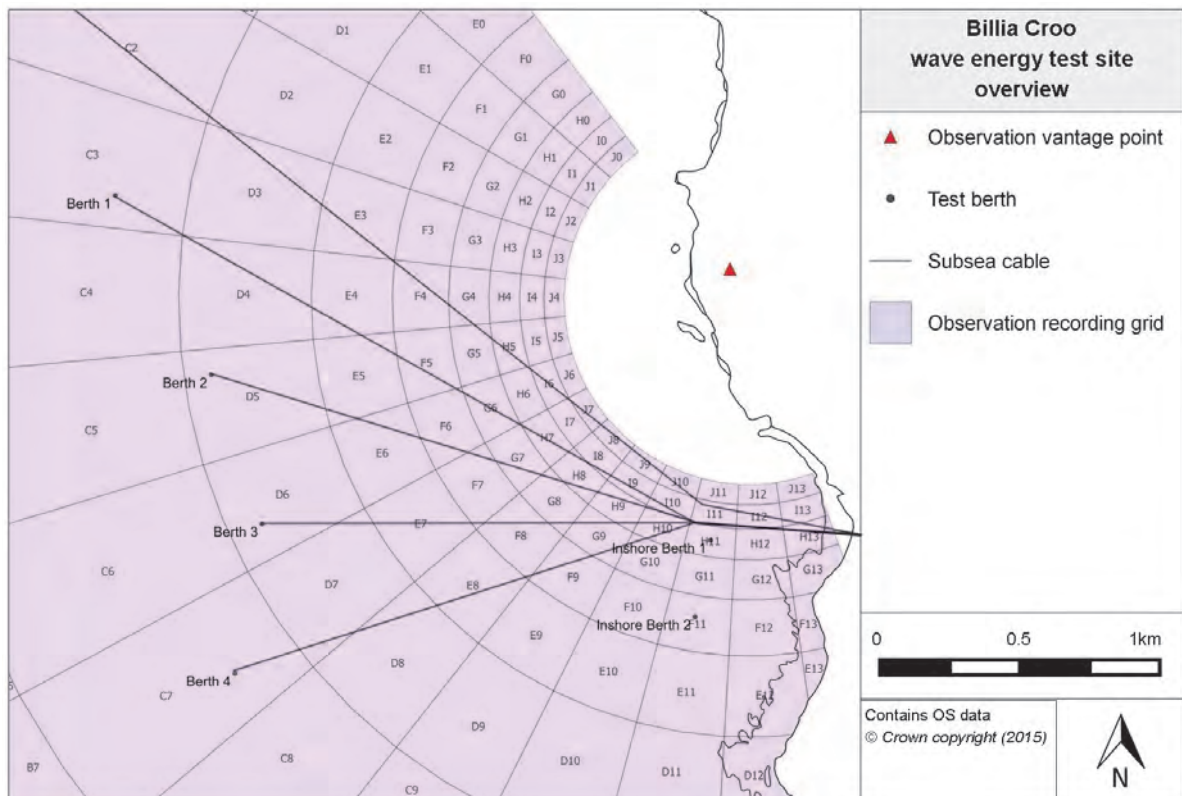 Billia Croo
wave energy test site
overview
Observation vantage point
Test berth
Subsea cable
Observation recording grid
0 0.5 1km
Contains OS data
© Crown copyright (2015)
N
E0
D1
C2
F0
E1
D2
G0
F1
H0
E2
G1
I0
C3
H1
J0
F2
I1
G2
J1
D3
H2
Berth 1
I2
E3
J2
F3
G3
H3
I3
J3
C4
D4
E4
F4
G4
H4
I4
J4
H5
I5
J5
G5
F5
E5
J6
Berth 2
I6
H6
D5
G6
J7
C5
F6
I7
H7
J8
E6
G7
I8
J9
F7
H8
I9
J10
J11
J12
J13
D6
G8
H9
I10
I11
I12
I13
Berth 3
E7
F8
G9
H10
H11
H12
H13
Inshore Berth 1
G10
G11
G12
G13
C6
D7
E8
F9
F10
F11
F12
F13
Inshore Berth 2
E9
D8
E10
E13
Berth 4
C7
E11
E12
D9
C8
D10
D11
D12
B7
C9